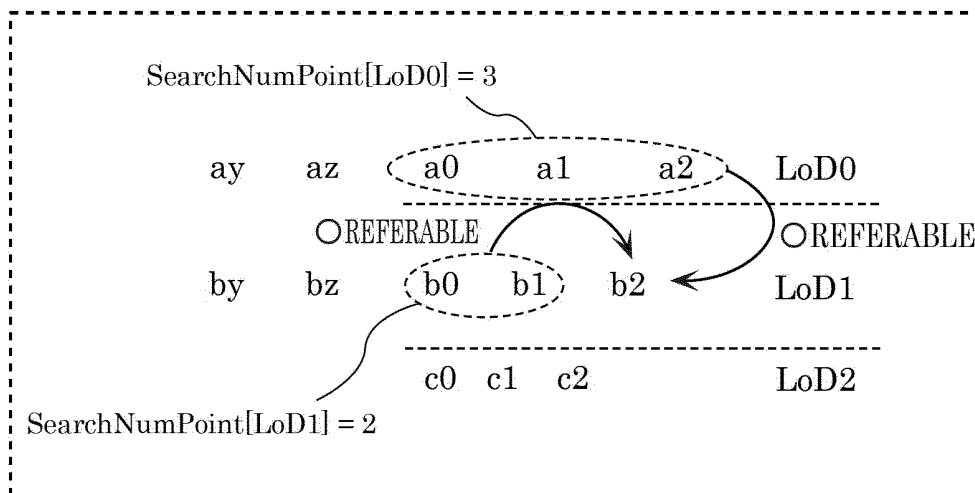 SearchNumPoint[LoD0] = 3
ay az a0 a1 a2 LoD0
○REFERABLE ○REFERABLE
by bz b0 b1 b2 LoD1
c0 c1 c2 LoD2
SearchNumPoint[LoD1] = 2